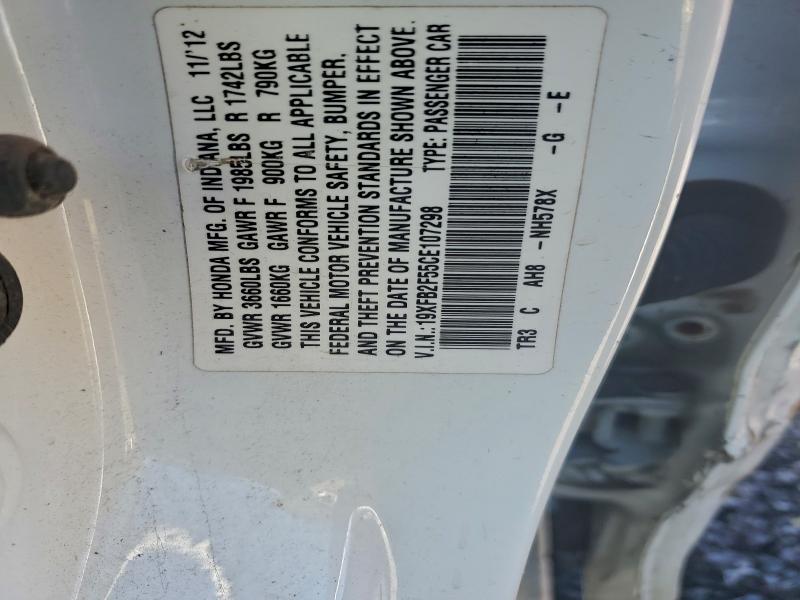 MFD. BY HONDA MFG. OF INDIANA, LLC 11/'12
GVWR 3660LBS GAWR F 1985LBS R 1742LBS
GVWR 1660KG GAWR F 900KG R 790KG
THIS VEHICLE CONFORMS TO ALL APPLICABLE
FEDERAL MOTOR VEHICLE SAFETY, BUMPER,
AND THEFT PREVENTION STANDARDS IN EFFECT
ON THE DATE OF MANUFACTURE SHOWN ABOVE.
V.I.N.:19XFB2F55CE107298 TYPE: PASSENGER CAR
TR3 C AH8 -NH578X -G -E